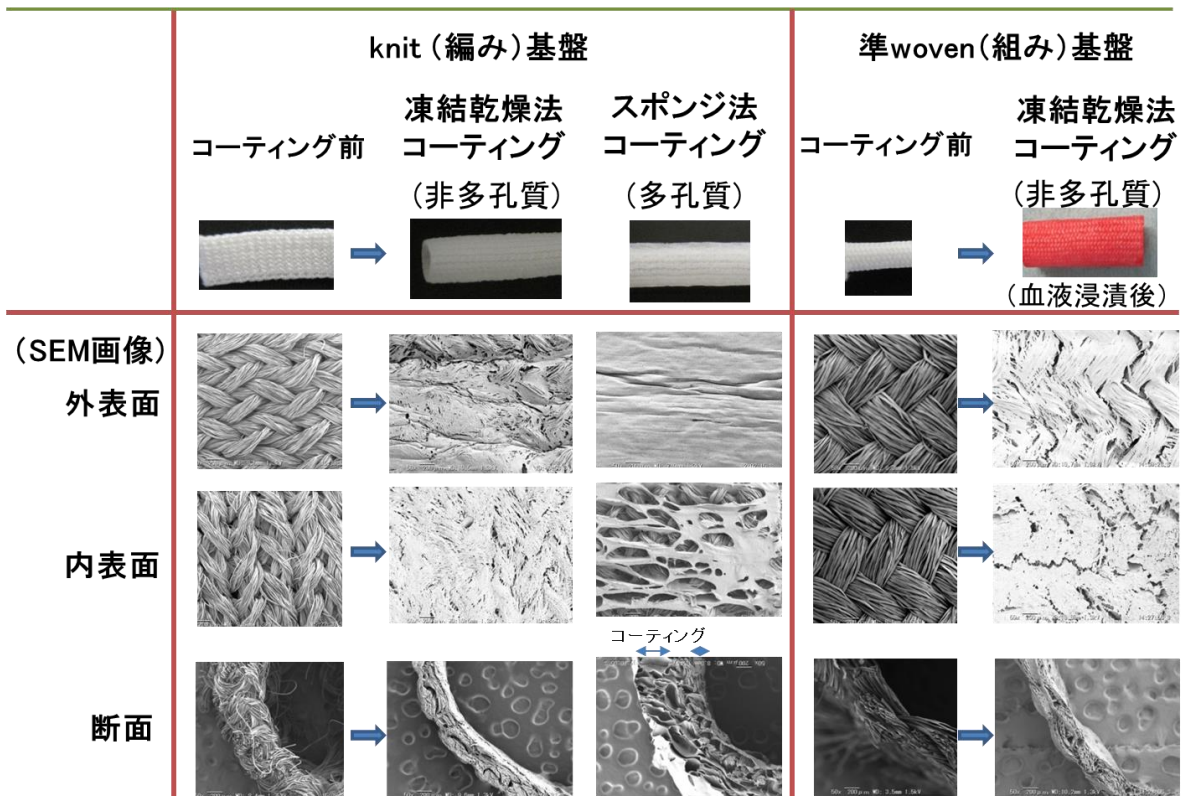 knit（編み）基盤
準woven（組み）基盤
コーティング前
凍結乾燥法
コーティング
（非多孔質）
スポンジ法
コーティング
（多孔質）
コーティング前
凍結乾燥法
コーティング
（非多孔質）
（血液浸漬後）
（SEM画像）
外表面
内表面
コーティング
断面